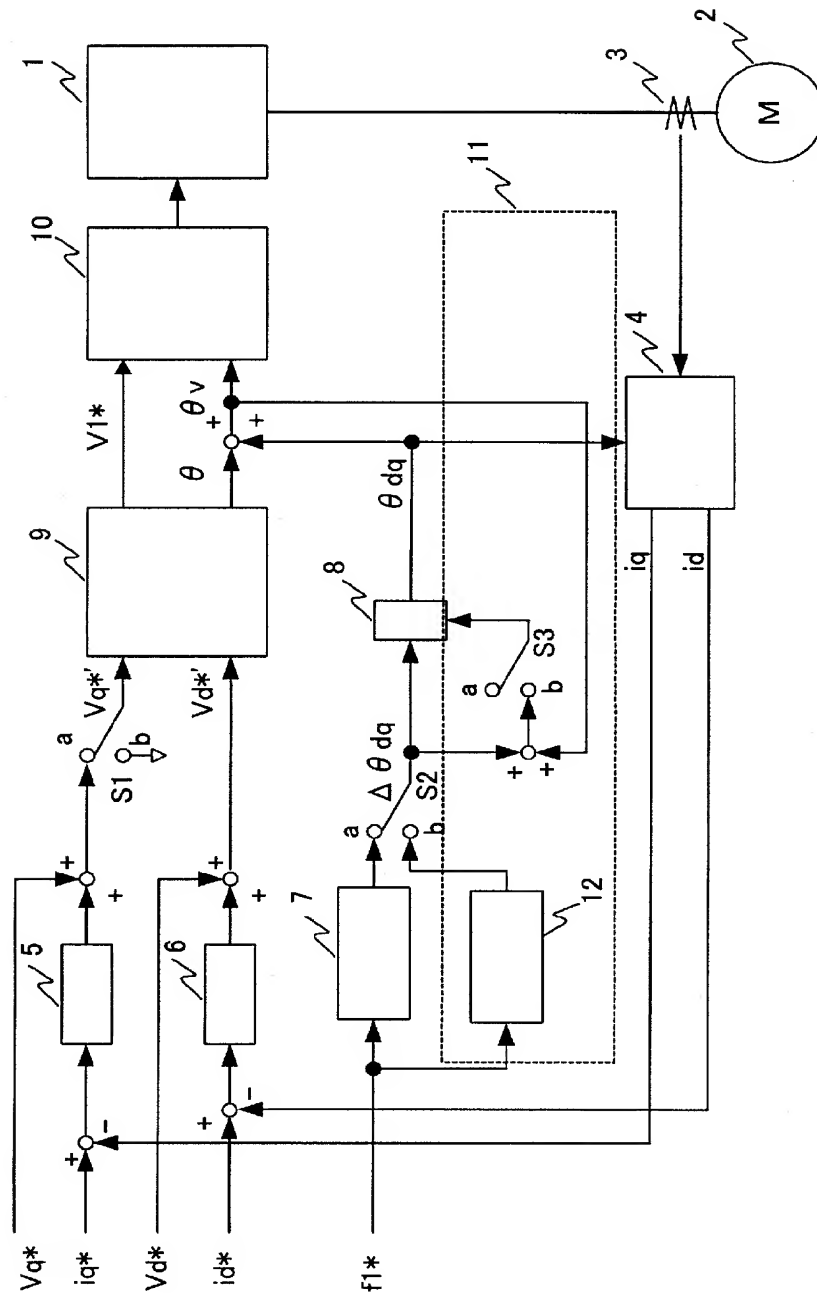 1
2
3
M
10
11
V1*
θv
+
+
θ
9
4
θdq
iq
id
8
Vq*'
Vd*'
a
b
S1
a
b
S3
Δθdq
a
b
S2
+
+
+
+
+
+
7
12
5
6
-
+
-
+
Vq*
iq*
Vd*
id*
f1*